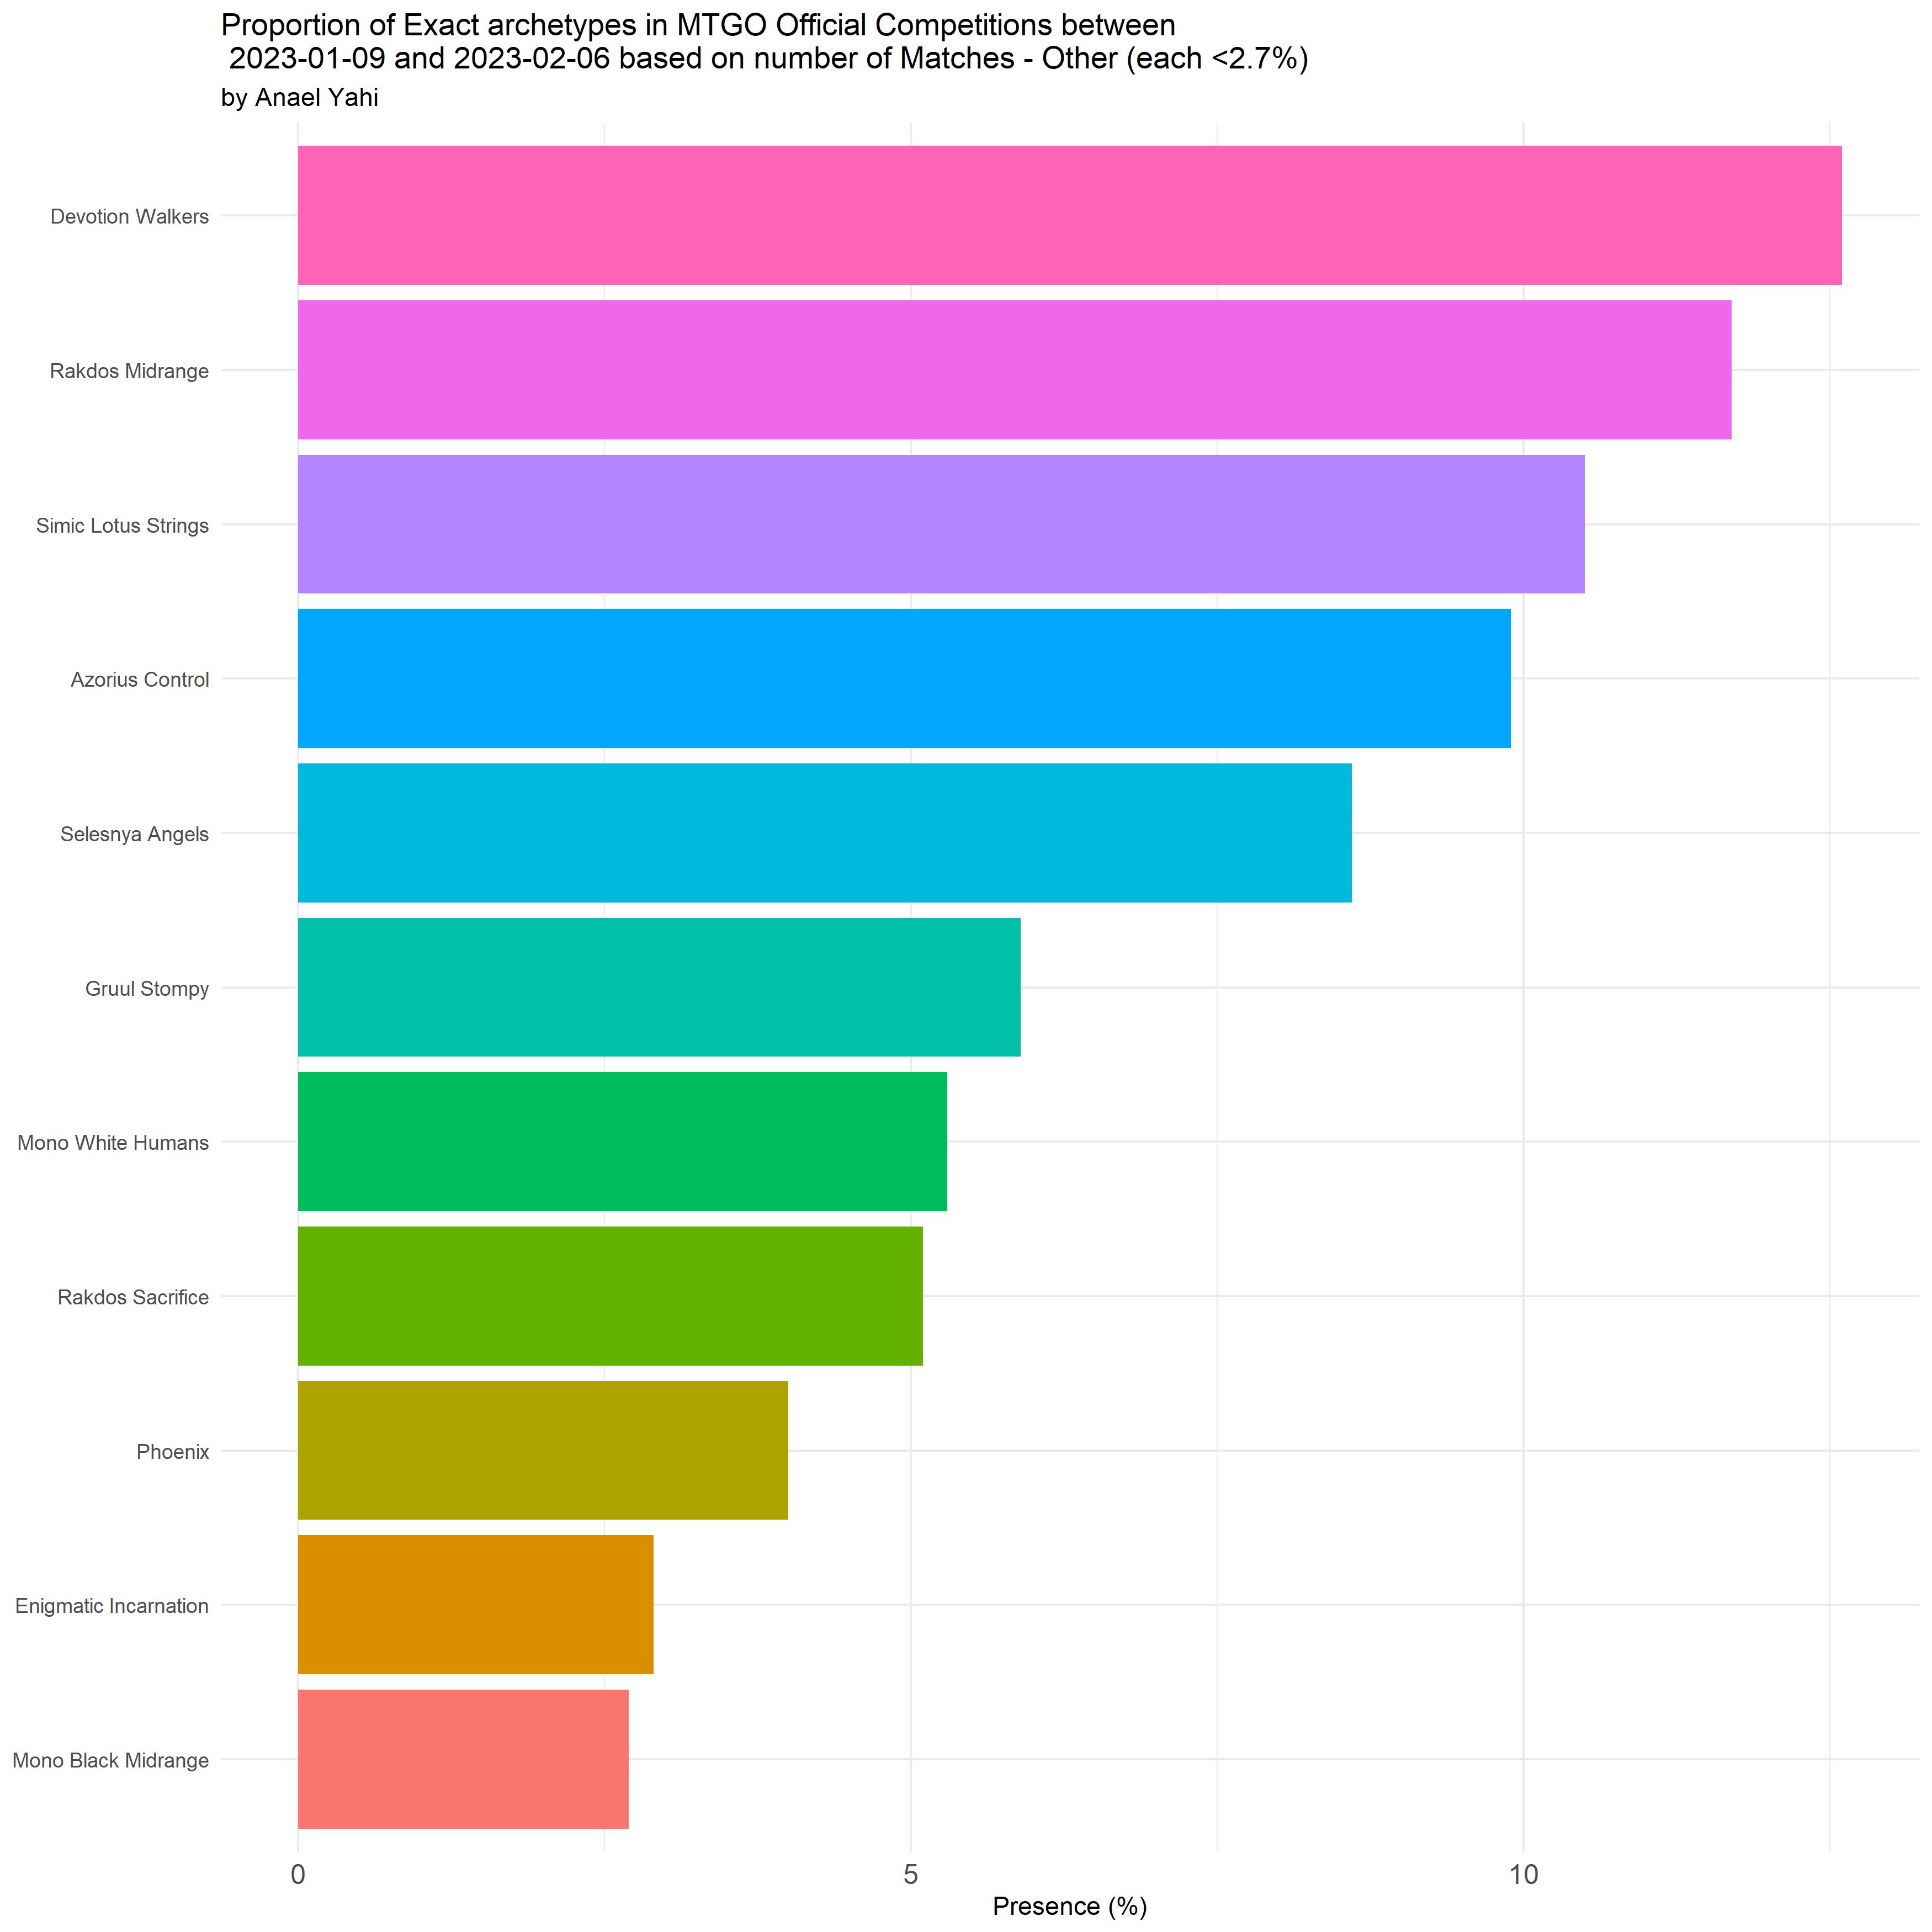 Proportion of Exact archetypes in MTGO Official Competitions between
2023-01-09 and 2023-02-06 based on number of Matches - Other (each <2.7%)
by Anael Yahi
Devotion Walkers
Rakdos Midrange
Simic Lotus Strings
Azorius Control
Selesnya Angels
Gruul Stompy
Mono White Humans
Rakdos Sacrifice
Phoenix
Enigmatic Incarnation
Mono Black Midrange
0 5 10
Presence (%)